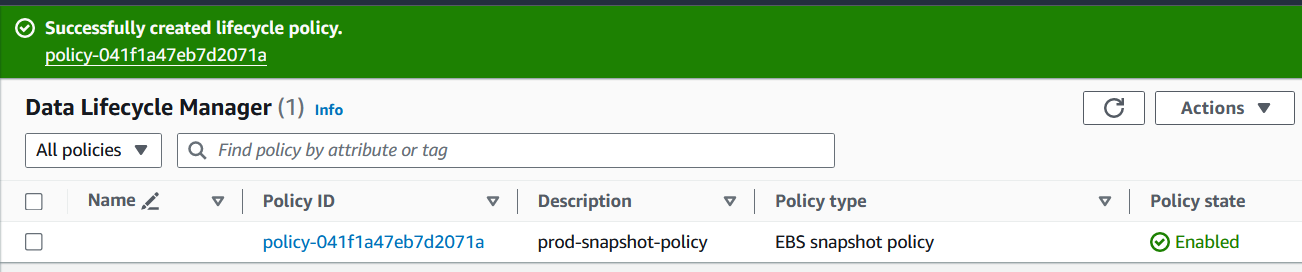 Successfully created lifecycle policy.
policy-041f1a47eb7d2071a
Data Lifecycle Manager (1) Info
Actions
All policies Find policy by attribute or tag
Name Policy ID Description Policy type Policy state
policy-041f1a47eb7d2071a prod-snapshot-policy EBS snapshot policy Enabled